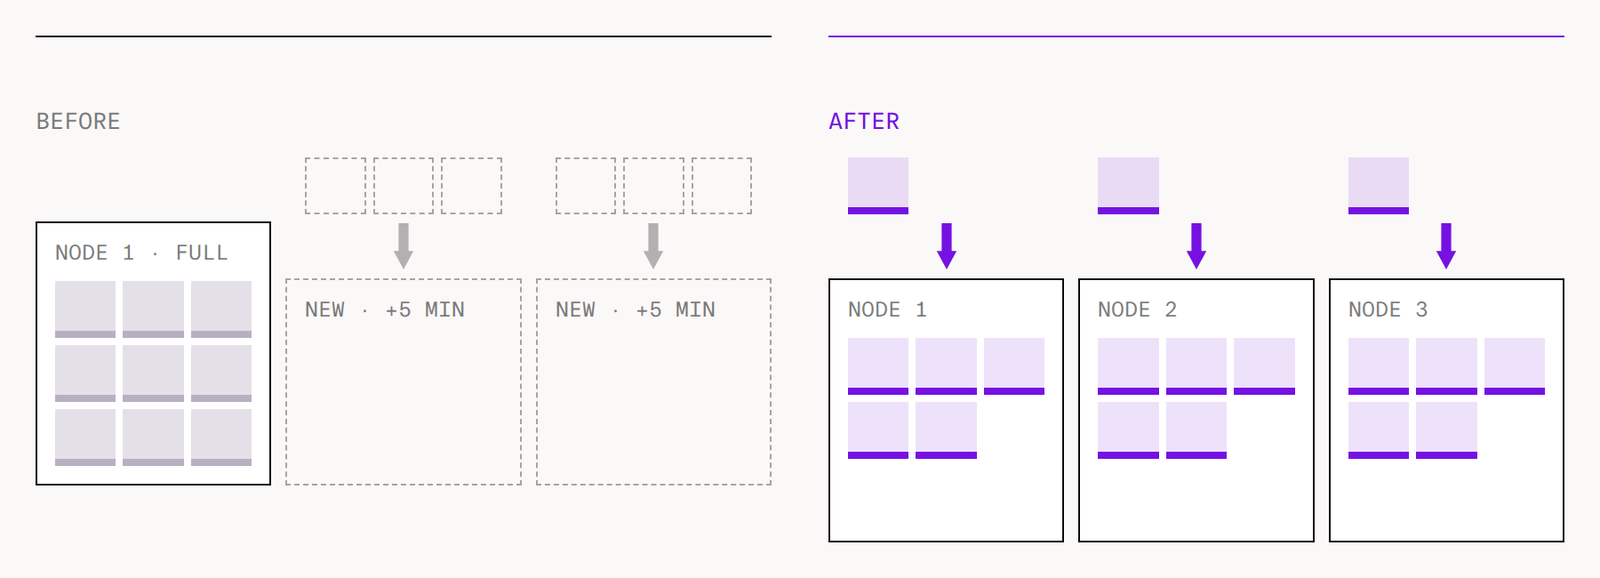 BEFORE
NODE 1 · FULL
NEW · +5 MIN
NEW · +5 MIN
AFTER
NODE 1
NODE 2
NODE 3